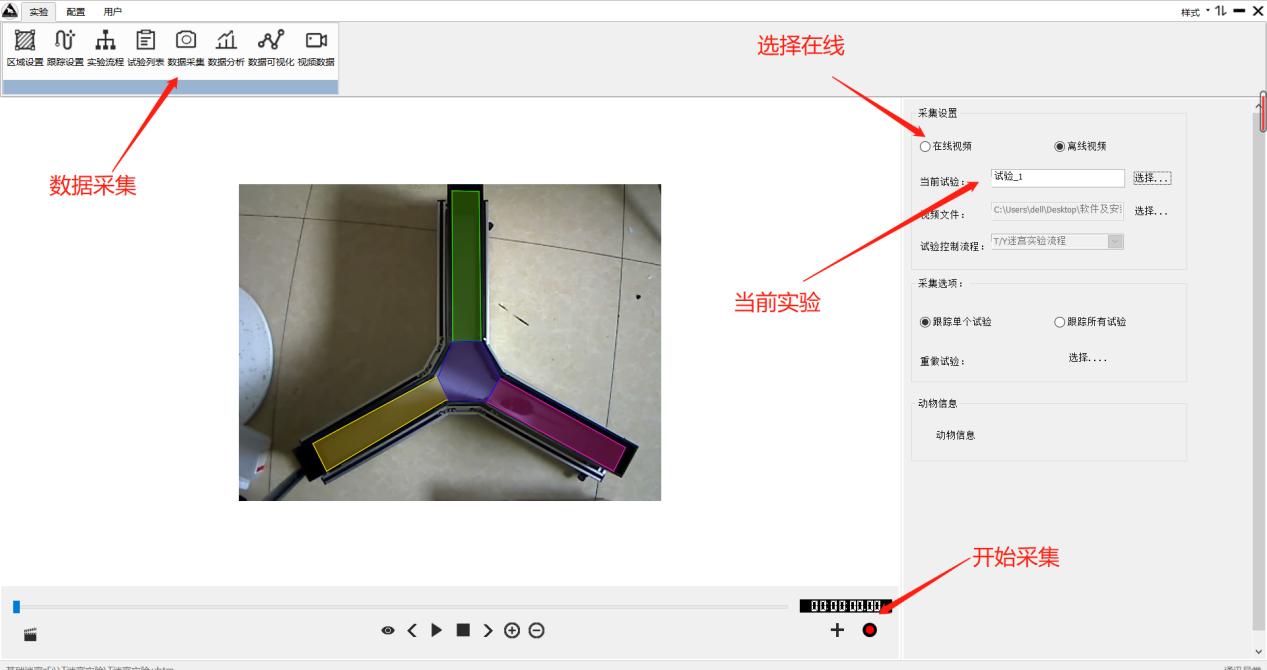 实验 配置 用户 样式
区域设置 跟踪设置 实验流程 试验列表 数据采集 数据分析 数据可视化 视频数据
选择在线
数据采集
采集设置
在线视频 离线视频
当前试验： 试验_1 选择...
视频文件： C:\Users\dell\Desktop\软件及安 选择...
试验控制流程： T/Y迷宫实验流程
当前实验
采集选项：
跟踪单个试验 跟踪所有试验
重做试验： 选择....
动物信息
动物信息
开始采集
00:00:00.00